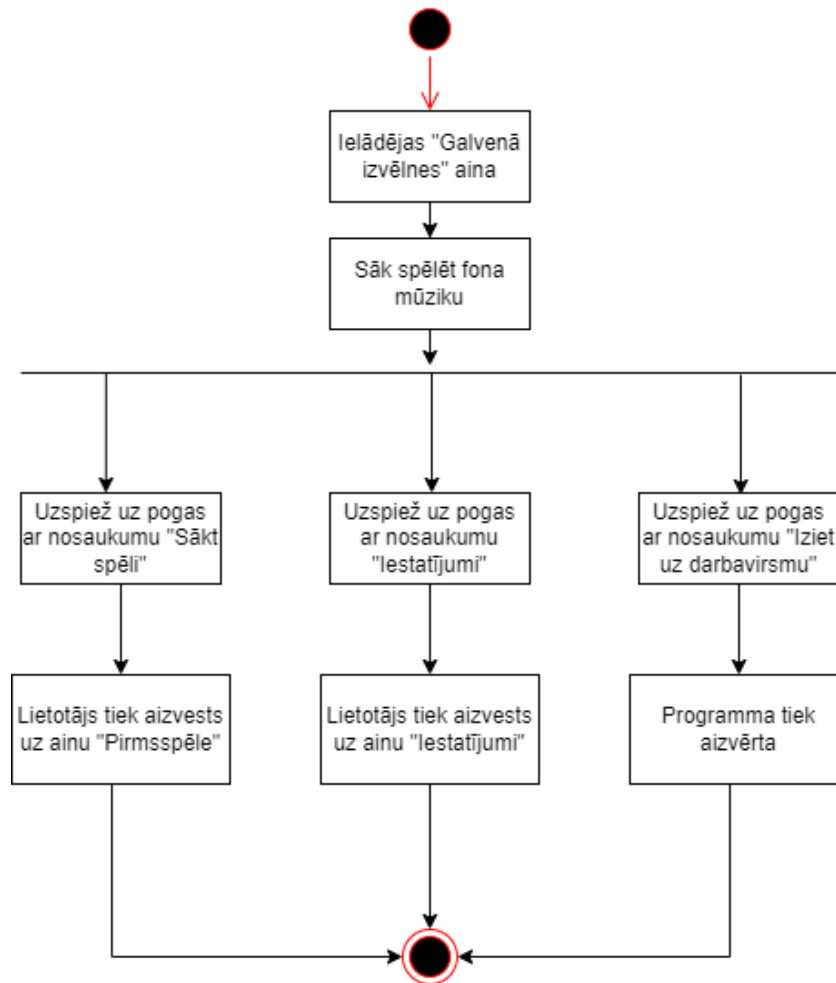 Ielādējas "Galvenā
izvēlnes" aina
Sāk spēlēt fona
mūziku
Uzspiež uz pogas
ar nosaukumu "Sākt
spēli"
Uzspiež uz pogas
ar nosaukumu
"Iestatījumi"
Uzspiež uz pogas
ar nosaukumu "Iziet
uz darbavirsmu"
Lietotājs tiek aizvests
uz ainu "Pirmsspēle"
Lietotājs tiek aizvests
uz ainu "Iestatījumi"
Programma tiek
aizvērta